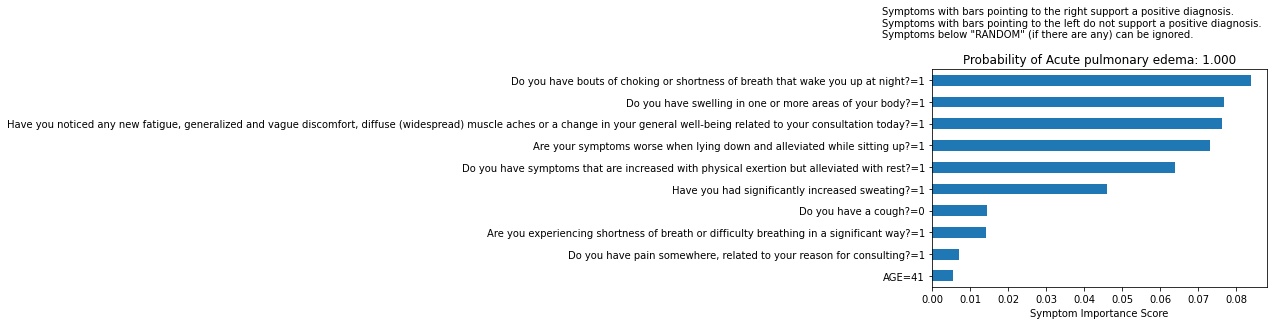 Symptoms with bars pointing to the right support a positive diagnosis.
Symptoms with bars pointing to the left do not support a positive diagnosis.
Symptoms below "RANDOM" (if there are any) can be ignored.
Probability of Acute pulmonary edema: 1.000
Do you have bouts of choking or shortness of breath that wake you up at night?=1
Do you have swelling in one or more areas of your body?=1
Have you noticed any new fatigue, generalized and vague discomfort, diffuse (widespread) muscle aches or a change in your general well-being related to your consultation today?=1
Are your symptoms worse when lying down and alleviated while sitting up?=1
Do you have symptoms that are increased with physical exertion but alleviated with rest?=1
Have you had significantly increased sweating?=1
Do you have a cough?=0
Are you experiencing shortness of breath or difficulty breathing in a significant way?=1
Do you have pain somewhere, related to your reason for consulting?=1
AGE=41
0.00 0.01 0.02 0.03 0.04 0.05 0.06 0.07 0.08
Symptom Importance Score